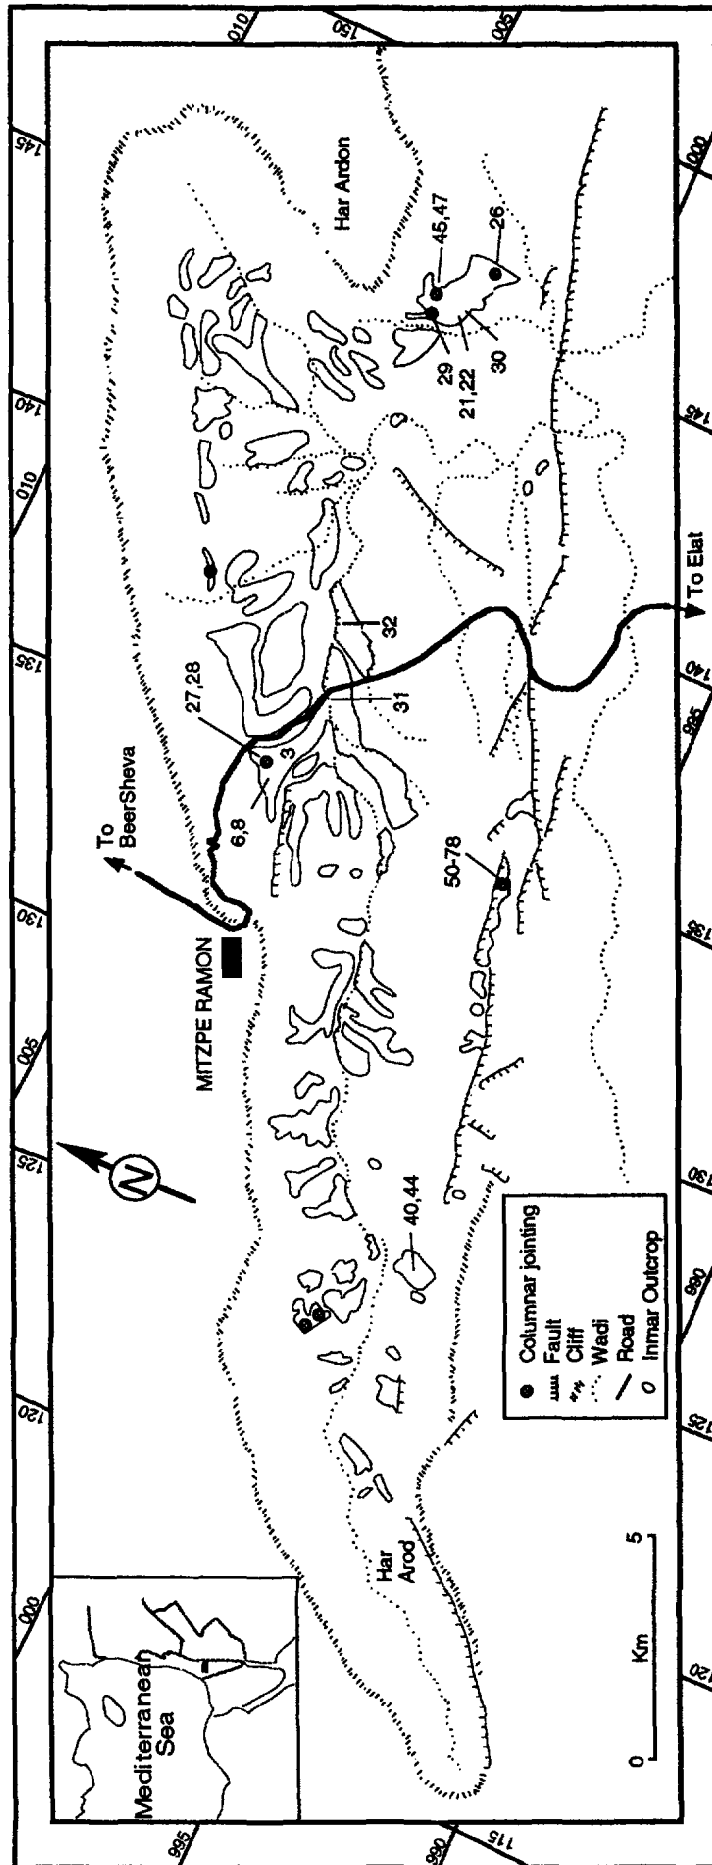 995
000
120
125
005
130
135
010
140
145
010
150
005
Mediterranean
Sea
N
MITZPE RAMON
To
BeerSheva
27,28
6,8
3
31
32
Har Ardon
45,47
26
29
21,22
30
50-78
40,44
Har
Arod
Columnar jointing
Fault
Cliff
Wadi
Road
Inmar Outcrop
0
Km
5
To Elat
990
115
120
125
990
130
135
995
140
145
000